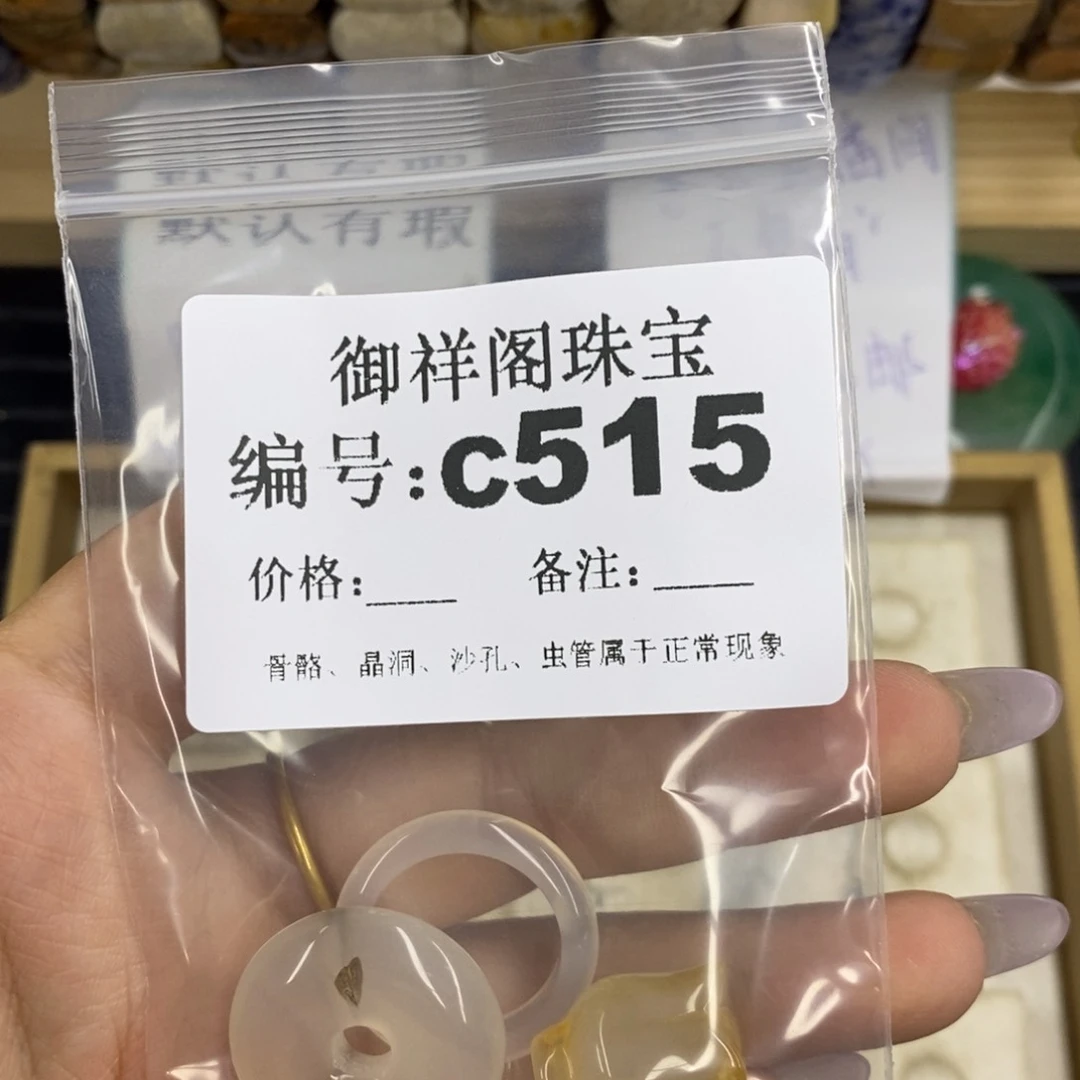 默认有瑕
御祥阁珠宝
编号:c515
价格:____ 备注:____
骨骼、晶洞、沙孔、虫管属于正常现象